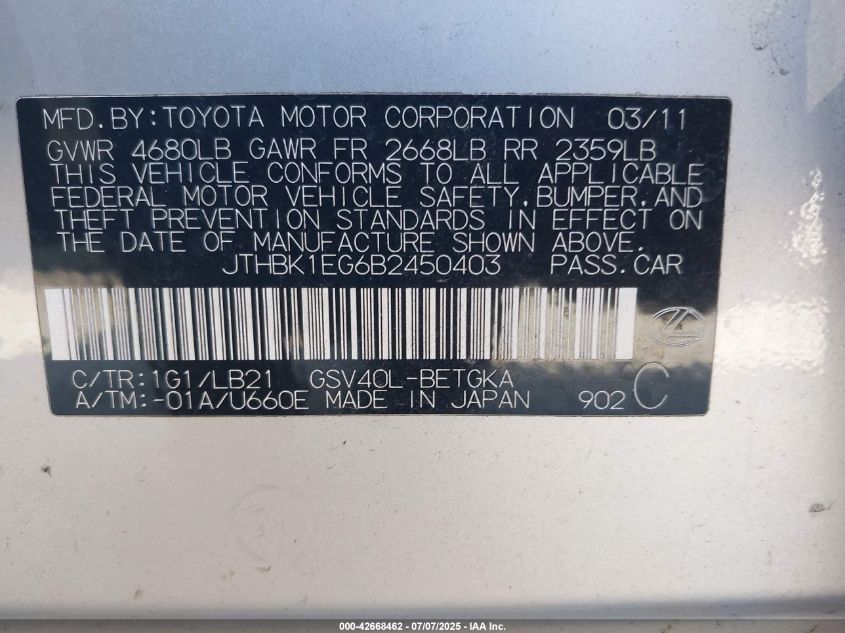 MFD.BY:TOYOTA MOTOR CORPORATION 03/11
GVWR 4680LB GAWR FR 2668LB RR 2359LB
THIS VEHICLE CONFORMS TO ALL APPLICABLE
FEDERAL MOTOR VEHICLE SAFETY,BUMPER,AND
THEFT PREVENTION STANDARDS IN EFFECT ON
THE DATE OF MANUFACTURE SHOWN ABOVE.
JTHBK1EG6B2450403 PASS.CAR
C/TR:1G1/LB21 GSV40L-BETGKA
A/TM:-01A/U660E MADE IN JAPAN 902 C
000-42668462 - 07/07/2025 - IAA Inc.